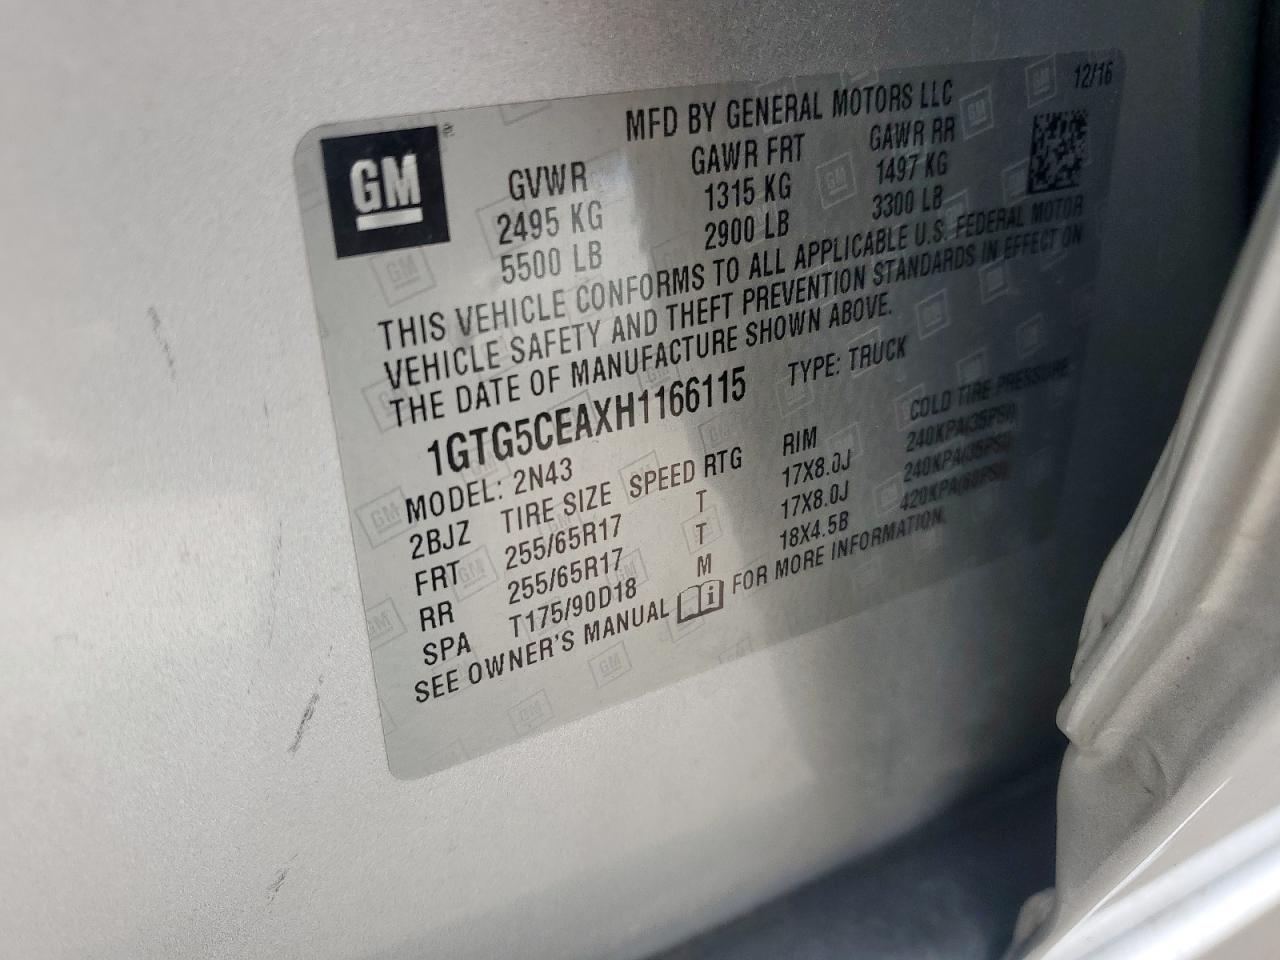 GM
MFD BY GENERAL MOTORS LLC 12/16
GVWR GAWR FRT GAWR RR
2495 KG 1315 KG 1497 KG
5500 LB 2900 LB 3300 LB
THIS VEHICLE CONFORMS TO ALL APPLICABLE U.S. FEDERAL MOTOR
VEHICLE SAFETY AND THEFT PREVENTION STANDARDS IN EFFECT ON
THE DATE OF MANUFACTURE SHOWN ABOVE.
1GTG5CEAXH1166115 TYPE: TRUCK
MODEL: 2N43
2BJZ TIRE SIZE SPEED RTG RIM COLD TIRE PRESSURE
FRT 255/65R17 T 17X8.0J 240KPA(35PSI)
RR 255/65R17 T 17X8.0J 240KPA(35PSI)
SPA T175/90D18 M 18X4.5B 420KPA(60PSI)
SEE OWNER'S MANUAL FOR MORE INFORMATION.